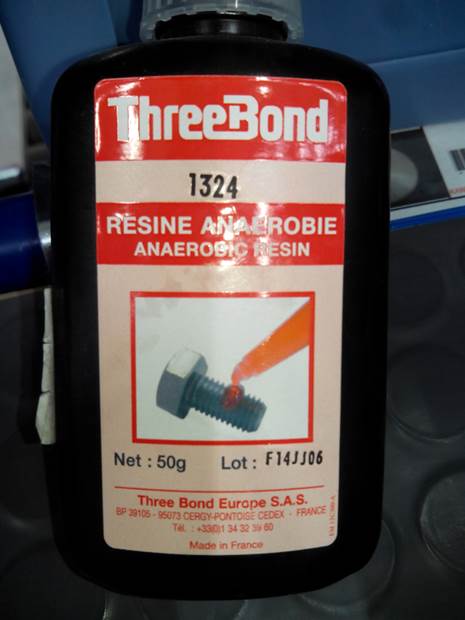 ThreeBond
1324
RESINE ANAEROBIE
ANAEROBIC RESIN
Net : 50g Lot : F14JJ06
Three Bond Europe S.A.S.
BP 39105 - 95073 CERGY-PONTOISE CEDEX - FRANCE
Tél. : +33(0)1 34 32 39 60
Made in France